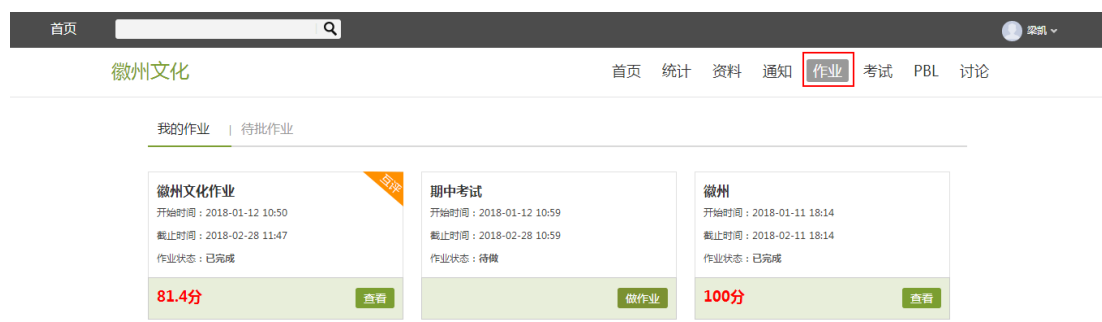 首页
梁凯
徽州文化
首页 统计 资料 通知 作业 考试 PBL 讨论
我的作业 | 待批作业
徽州文化作业
互评
开始时间：2018-01-12 10:50
截止时间：2018-02-28 11:47
作业状态：已完成
81.4分 查看
期中考试
开始时间：2018-01-12 10:59
截止时间：2018-02-28 10:59
作业状态：待做
做作业
徽州
开始时间：2018-01-11 18:14
截止时间：2018-02-11 18:14
作业状态：已完成
100分 查看